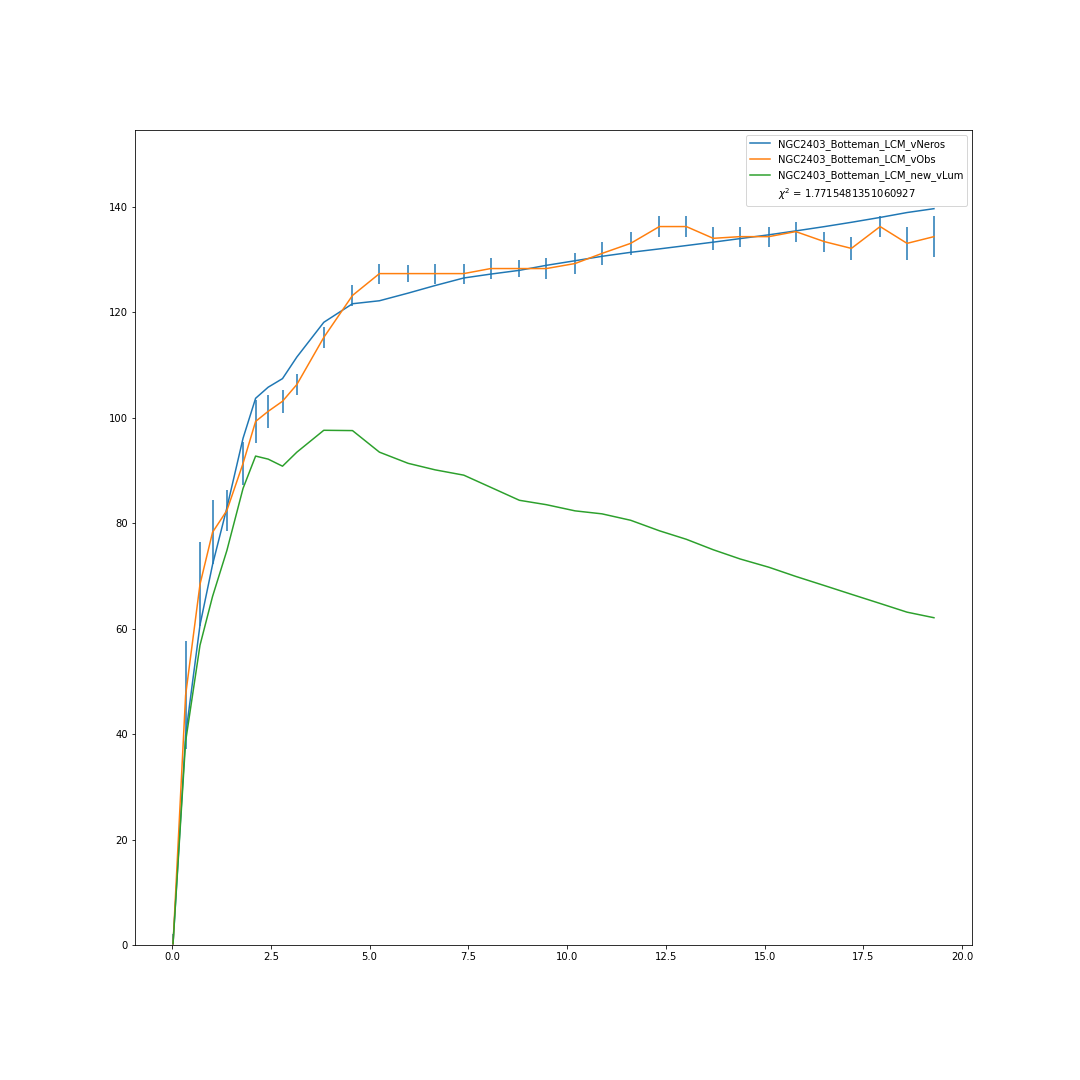 NGC2403_Botteman_LCM_vNeros
NGC2403_Botteman_LCM_vObs
NGC2403_Botteman_LCM_new_vLum
χ² = 1.7715481351060927
140
120
100
80
60
40
20
0
0.0 2.5 5.0 7.5 10.0 12.5 15.0 17.5 20.0